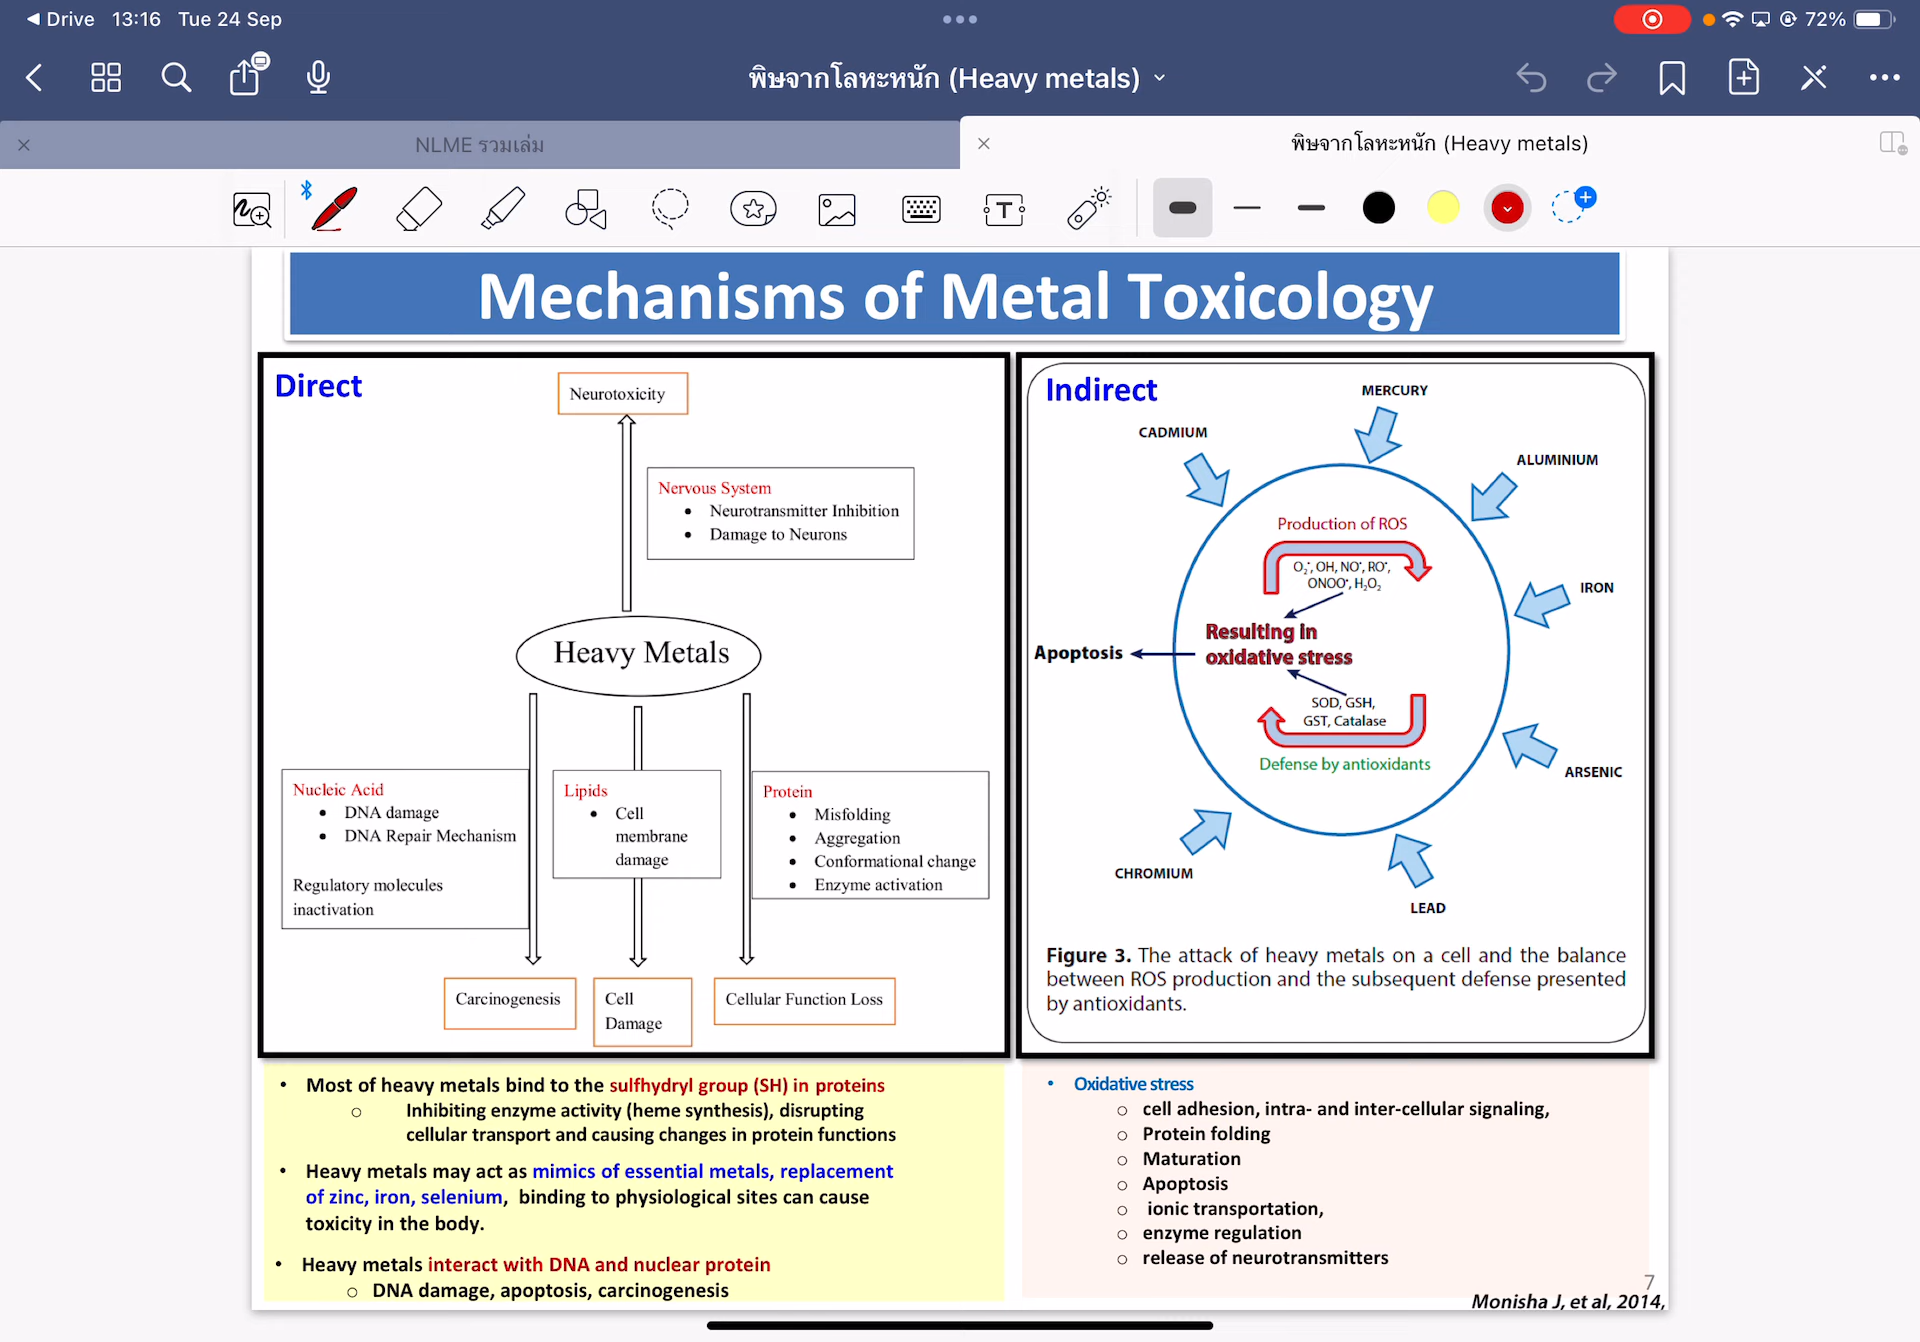 Drive 13:16 Tue 24 Sep
72%
พิษจากโลหะหนัก (Heavy metals)
NLME รวมเล่ม
พิษจากโลหะหนัก (Heavy metals)
Mechanisms of Metal Toxicology
Direct
Neurotoxicity
Nervous System
• Neurotransmitter Inhibition
• Damage to Neurons
Heavy Metals
Nucleic Acid
• DNA damage
• DNA Repair Mechanism
Regulatory molecules
inactivation
Lipids
• Cell
membrane
damage
Protein
• Misfolding
• Aggregation
• Conformational change
• Enzyme activation
Carcinogenesis
Cell
Damage
Cellular Function Loss
Indirect
MERCURY
CADMIUM
ALUMINIUM
IRON
ARSENIC
LEAD
CHROMIUM
Production of ROS
O₂•, OH, NO•, RO•,
ONOO•, H₂O₂
Resulting in
oxidative stress
Apoptosis
SOD, GSH,
GST, Catalase
Defense by antioxidants
Figure 3. The attack of heavy metals on a cell and the balance
between ROS production and the subsequent defense presented
by antioxidants.
• Most of heavy metals bind to the sulfhydryl group (SH) in proteins
o Inhibiting enzyme activity (heme synthesis), disrupting
cellular transport and causing changes in protein functions
• Heavy metals may act as mimics of essential metals, replacement
of zinc, iron, selenium, binding to physiological sites can cause
toxicity in the body.
• Heavy metals interact with DNA and nuclear protein
o DNA damage, apoptosis, carcinogenesis
• Oxidative stress
o cell adhesion, intra- and inter-cellular signaling,
o Protein folding
o Maturation
o Apoptosis
o ionic transportation,
o enzyme regulation
o release of neurotransmitters
7
Monisha J, et al, 2014,